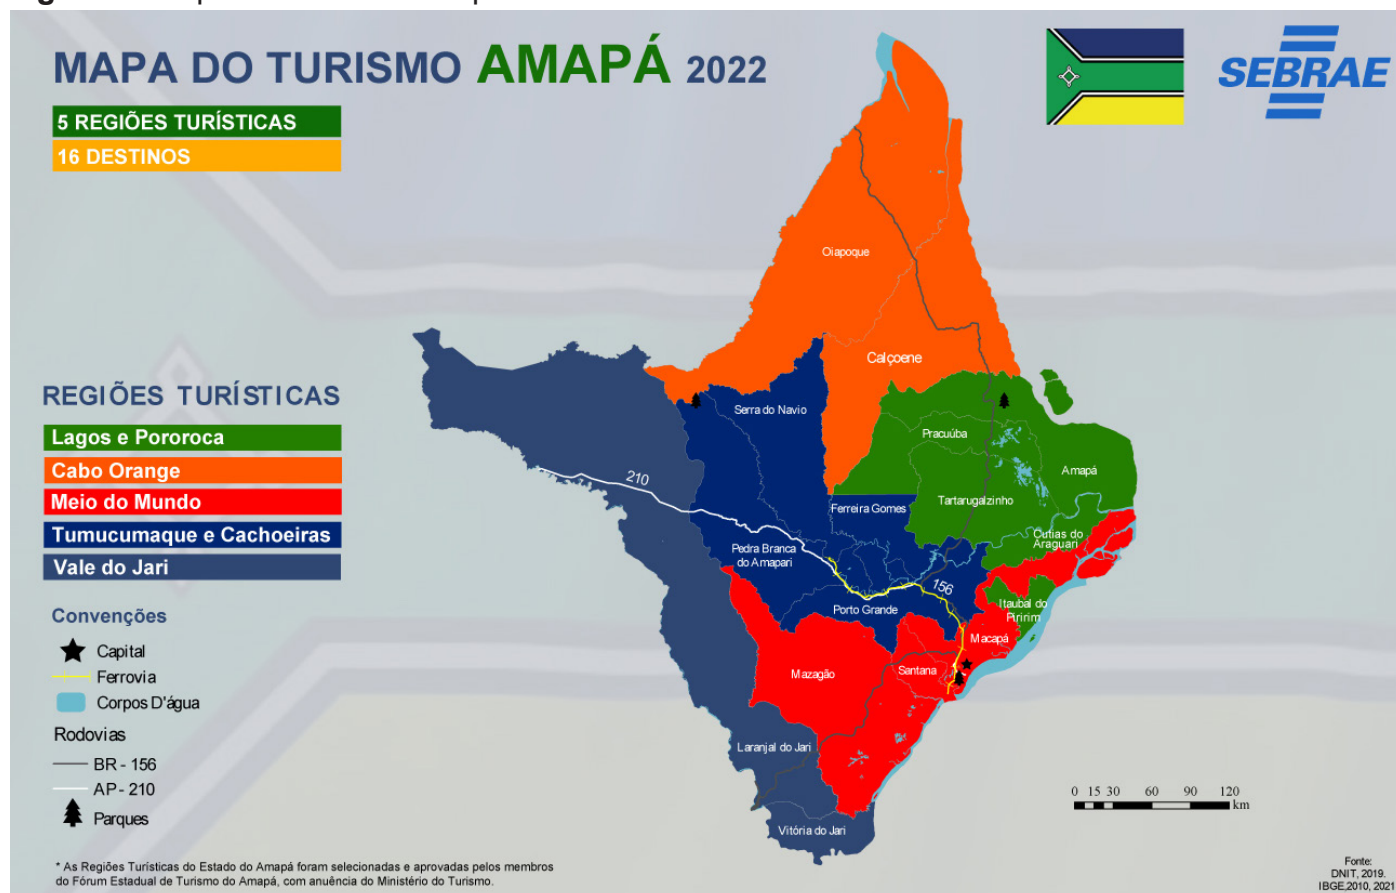 MAPA DO TURISMO AMAPÁ 2022
5 REGIÕES TURÍSTICAS
16 DESTINOS
SEBRAE
REGIÕES TURÍSTICAS
Lagos e Pororoca
Cabo Orange
Meio do Mundo
Tumucumaque e Cachoeiras
Vale do Jari
Convenções
Capital
Ferrovia
Corpos D'água
Rodovias
BR - 156
AP - 210
Parques
Oiapoque
Calçoene
Serra do Navio
Pracuúba
Amapá
210
Tartarugalzinho
Ferreira Gomes
Cutias do
Araguari
Pedra Branca
do Amapari
156
Porto Grande
Itaubal do
Piririm
Macapá
Mazagão
Santana
Laranjal do Jari
Vitória do Jari
0 15 30 60 90 120
km
* As Regiões Turísticas do Estado do Amapá foram selecionadas e aprovadas pelos membros
do Fórum Estadual de Turismo do Amapá, com anuência do Ministério do Turismo.
Fonte:
DNIT, 2019.
IBGE,2010, 2021